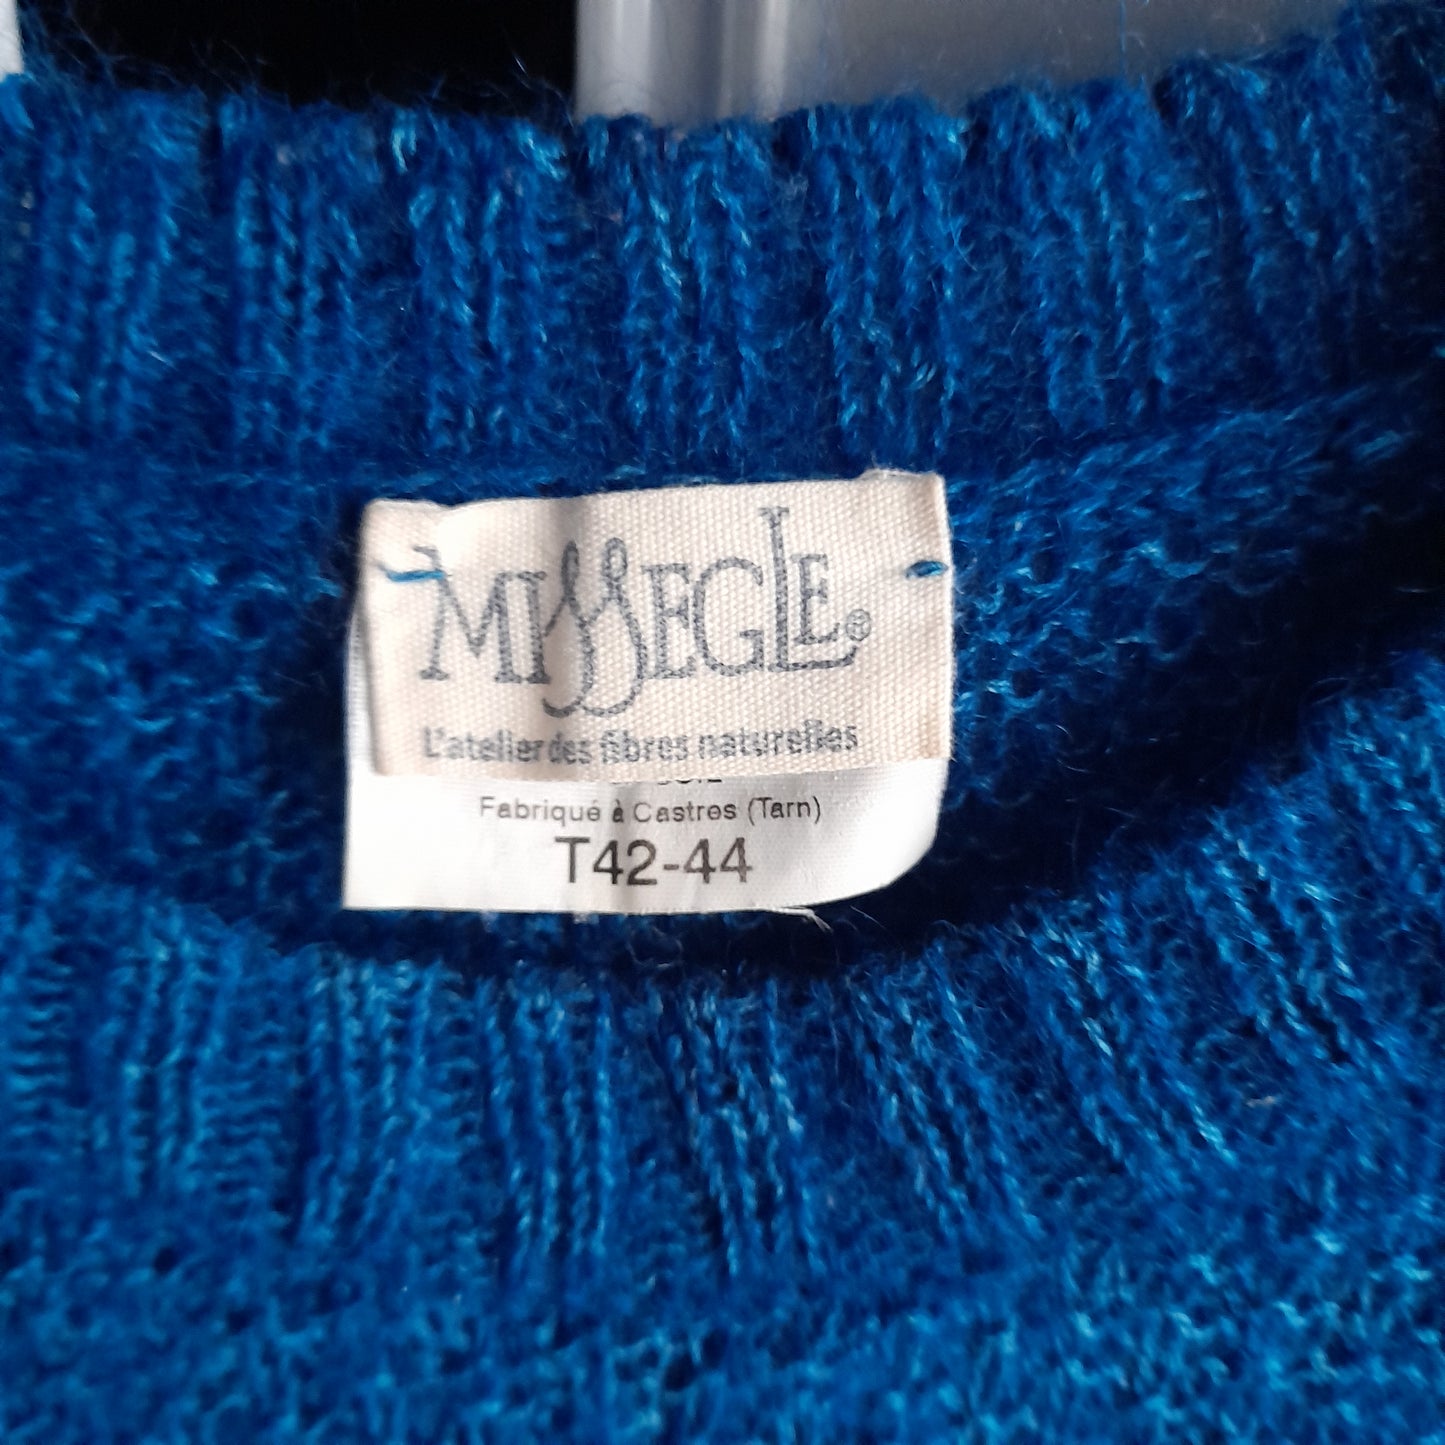 MISSEGLE®
L'atelier des fibres naturelles
Fabriqué à Castres (Tarn)
T42-44